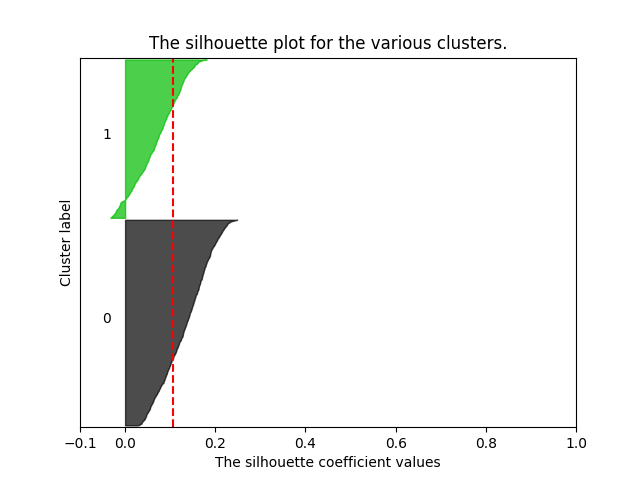 The silhouette plot for the various clusters.
Cluster label
1
0
−0.1 0.0 0.2 0.4 0.6 0.8 1.0
The silhouette coefficient values